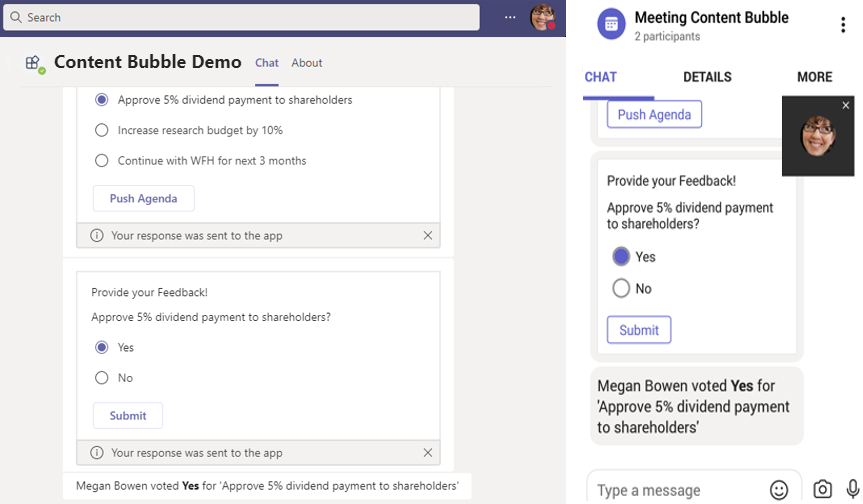 Search
Content Bubble Demo
Chat
About
Approve 5% dividend payment to shareholders
Increase research budget by 10%
Continue with WFH for next 3 months
Push Agenda
Your response was sent to the app
Provide your Feedback!
Approve 5% dividend payment to shareholders?
Yes
No
Submit
Your response was sent to the app
Megan Bowen voted Yes for 'Approve 5% dividend payment to shareholders'
Meeting Content Bubble
2 participants
CHAT
DETAILS
MORE
Push Agenda
Provide your Feedback!
Approve 5% dividend payment
to shareholders?
Yes
No
Submit
Megan Bowen voted Yes for
'Approve 5% dividend payment
to shareholders'
Type a message